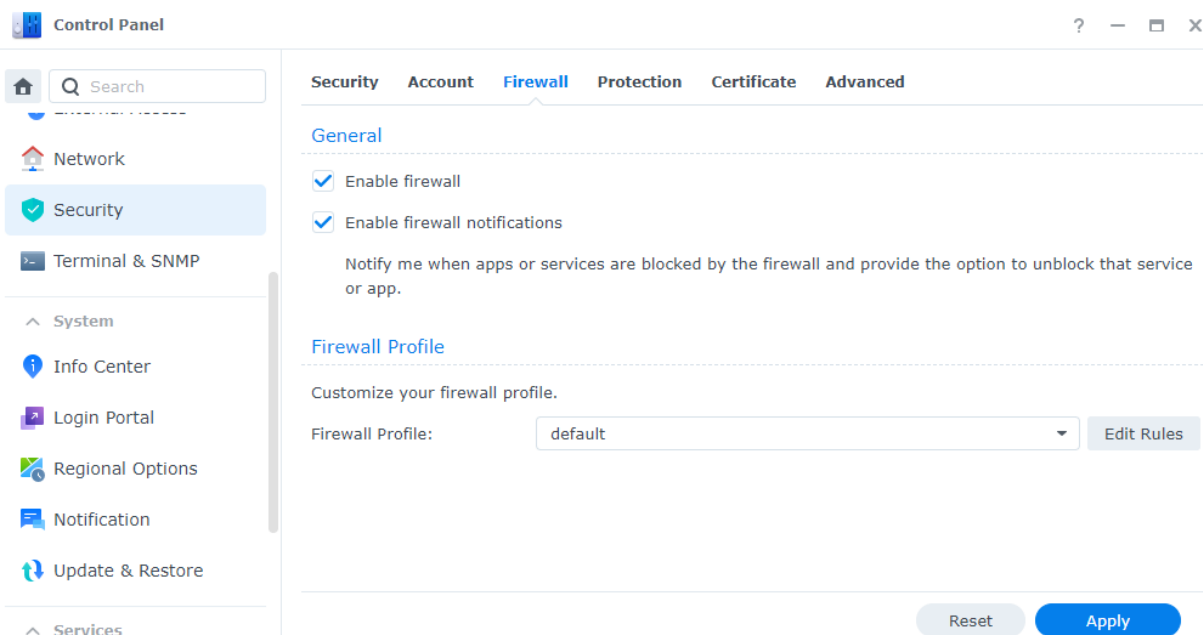 Control Panel
?
Search
Network
Security
Terminal & SNMP
System
Info Center
Login Portal
Regional Options
Notification
Update & Restore
Services
Security Account Firewall Protection Certificate Advanced
General
Enable firewall
Enable firewall notifications
Notify me when apps or services are blocked by the firewall and provide the option to unblock that service
or app.
Firewall Profile
Customize your firewall profile.
Firewall Profile: default Edit Rules
Reset Apply